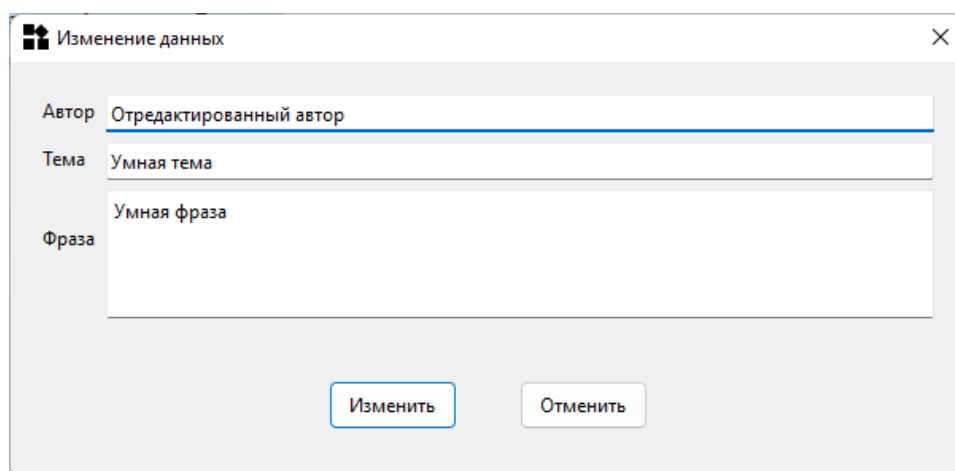 Изменение данных
Автор Отредактированный автор
Тема Умная тема
Фраза Умная фраза
Изменить Отменить